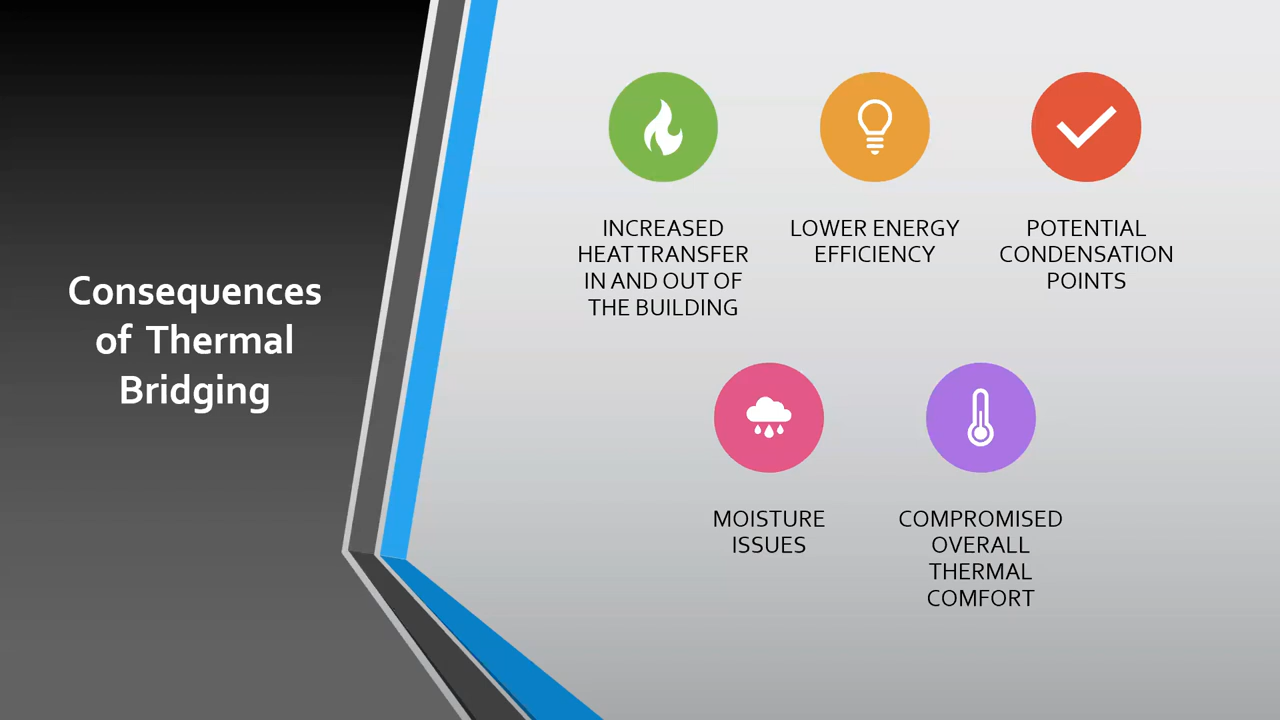 Consequences
of Thermal
Bridging
INCREASED
HEAT TRANSFER
IN AND OUT OF
THE BUILDING
LOWER ENERGY
EFFICIENCY
POTENTIAL
CONDENSATION
POINTS
MOISTURE
ISSUES
COMPROMISED
OVERALL
THERMAL
COMFORT